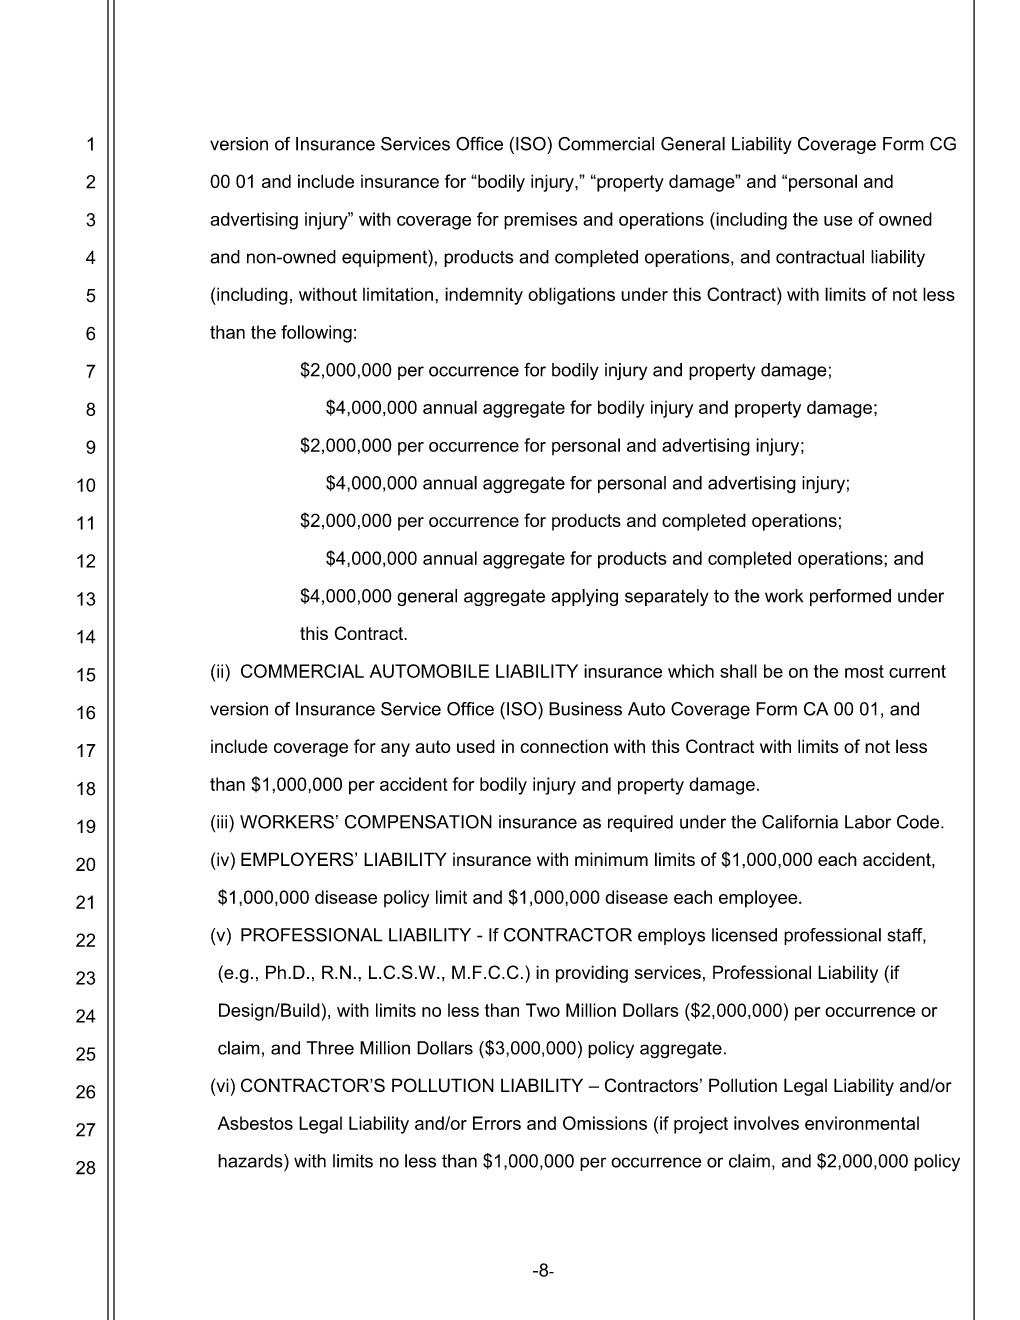 1 version of Insurance Services Office (ISO) Commercial General Liability Coverage Form CG
2 00 01 and include insurance for “bodily injury,” “property damage” and “personal and
3 advertising injury” with coverage for premises and operations (including the use of owned
4 and non-owned equipment), products and completed operations, and contractual liability
5 (including, without limitation, indemnity obligations under this Contract) with limits of not less
6 than the following:
7 $2,000,000 per occurrence for bodily injury and property damage;
8 $4,000,000 annual aggregate for bodily injury and property damage;
9 $2,000,000 per occurrence for personal and advertising injury;
10 $4,000,000 annual aggregate for personal and advertising injury;
11 $2,000,000 per occurrence for products and completed operations;
12 $4,000,000 annual aggregate for products and completed operations; and
13 $4,000,000 general aggregate applying separately to the work performed under
14 this Contract.
15 (ii) COMMERCIAL AUTOMOBILE LIABILITY insurance which shall be on the most current
16 version of Insurance Service Office (ISO) Business Auto Coverage Form CA 00 01, and
17 include coverage for any auto used in connection with this Contract with limits of not less
18 than $1,000,000 per accident for bodily injury and property damage.
19 (iii) WORKERS’ COMPENSATION insurance as required under the California Labor Code.
20 (iv) EMPLOYERS’ LIABILITY insurance with minimum limits of $1,000,000 each accident,
21 $1,000,000 disease policy limit and $1,000,000 disease each employee.
22 (v) PROFESSIONAL LIABILITY - If CONTRACTOR employs licensed professional staff,
23 (e.g., Ph.D., R.N., L.C.S.W., M.F.C.C.) in providing services, Professional Liability (if
24 Design/Build), with limits no less than Two Million Dollars ($2,000,000) per occurrence or
25 claim, and Three Million Dollars ($3,000,000) policy aggregate.
26 (vi) CONTRACTOR’S POLLUTION LIABILITY – Contractors’ Pollution Legal Liability and/or
27 Asbestos Legal Liability and/or Errors and Omissions (if project involves environmental
28 hazards) with limits no less than $1,000,000 per occurrence or claim, and $2,000,000 policy
-8-